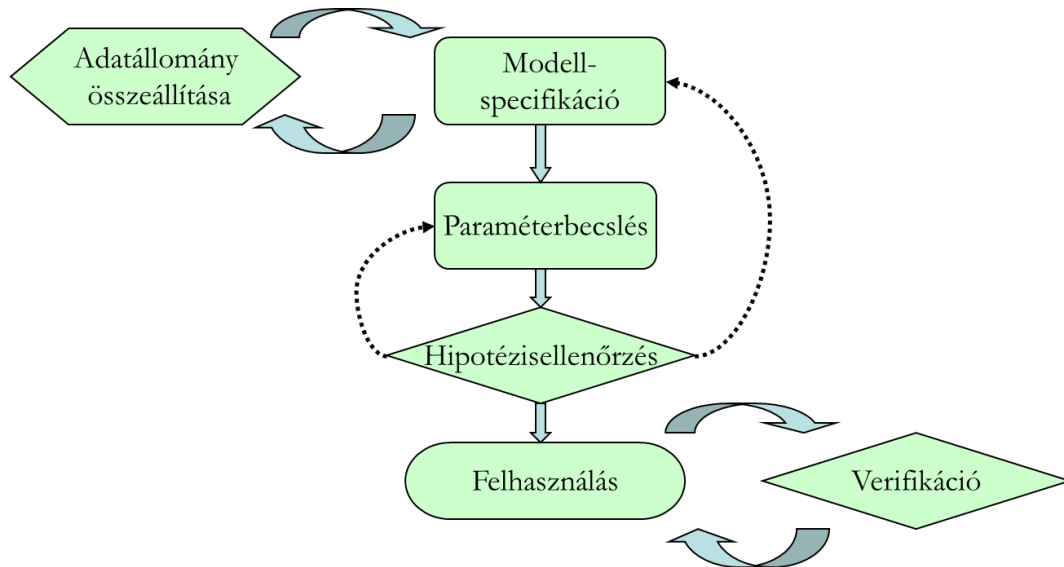 Adatállomány
összeállítása
Modell-
specifikáció
Paraméterbecslés
Hipotézisellenőrzés
Felhasználás
Verifikáció